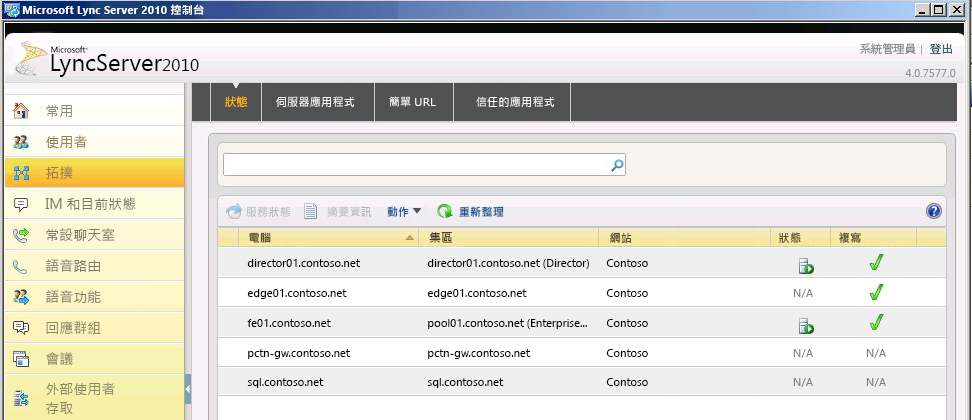 Microsoft Lync Server 2010 控制台
Microsoft®
LyncServer2010
系統管理員 | 登出
4.0.7577.0
常用
使用者
拓撲
IM 和目前狀態
常設聊天室
語音路由
語音功能
回應群組
會議
外部使用者
存取
狀態 伺服器應用程式 簡單 URL 信任的應用程式
服務狀態 摘要資訊 動作 重新整理
電腦 集區 網站 狀態 複寫
director01.contoso.net director01.contoso.net (Director) Contoso
edge01.contoso.net edge01.contoso.net Contoso N/A
fe01.contoso.net pool01.contoso.net (Enterprise... Contoso
pctn-gw.contoso.net pctn-gw.contoso.net Contoso N/A N/A
sql.contoso.net sql.contoso.net Contoso N/A N/A